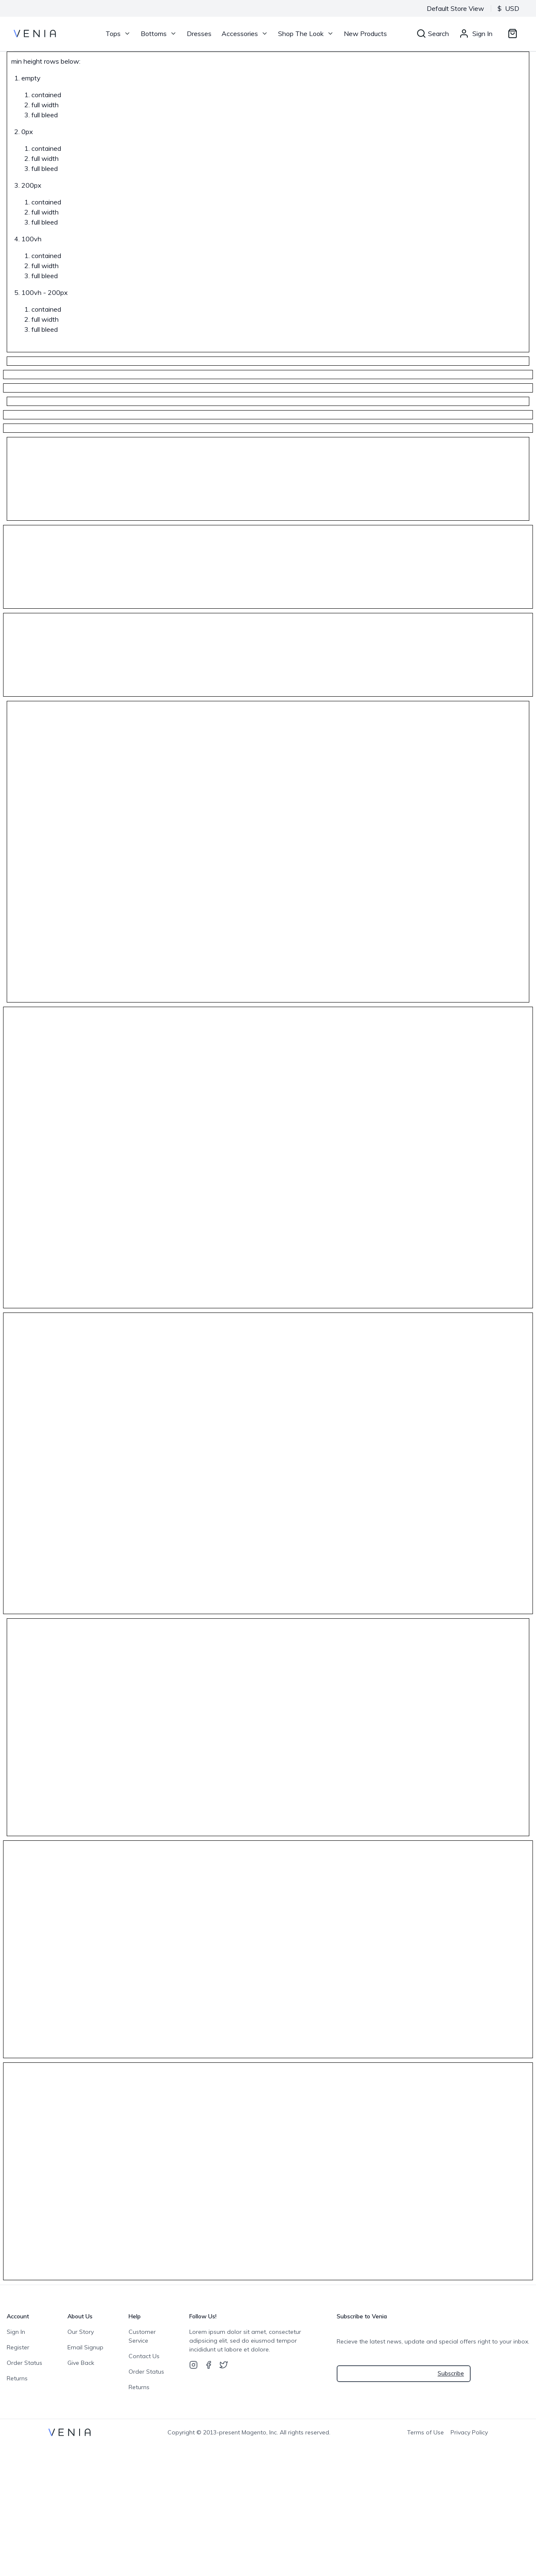 Default Store View $ USD
VENIA Tops Bottoms Dresses Accessories Shop The Look New Products Search Sign In
min height rows below:
1. empty
1. contained
2. full width
3. full bleed
2. 0px
1. contained
2. full width
3. full bleed
3. 200px
1. contained
2. full width
3. full bleed
4. 100vh
1. contained
2. full width
3. full bleed
5. 100vh - 200px
1. contained
2. full width
3. full bleed
Account
Sign In
Register
Order Status
Returns
About Us
Our Story
Email Signup
Give Back
Help
Customer
Service
Contact Us
Order Status
Returns
Follow Us!
Lorem ipsum dolor sit amet, consectetur
adipiscing elit, sed do eiusmod tempor
incididunt ut labore et dolore.
Subscribe to Venia
Recieve the latest news, update and special offers right to your inbox.
Subscribe
VENIA Copyright © 2013-present Magento, Inc. All rights reserved. Terms of Use Privacy Policy